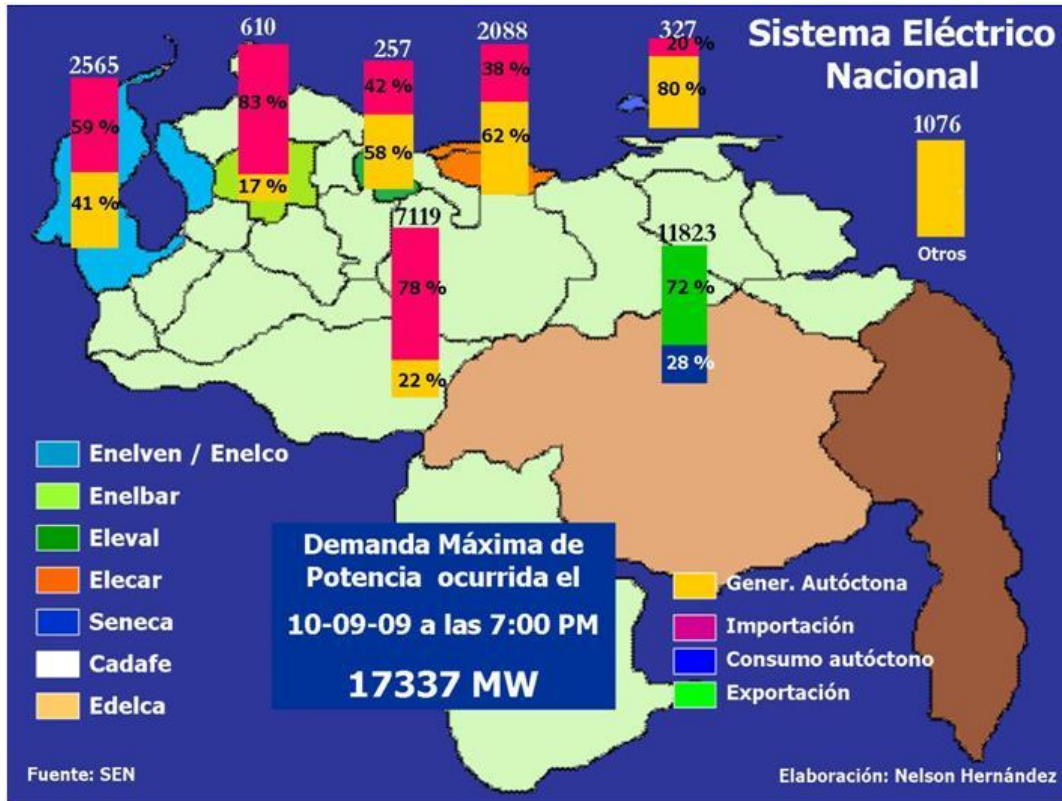 Sistema Eléctrico
Nacional
2565
59 %
41 %
610
83 %
17 %
257
42 %
58 %
2088
38 %
62 %
327
20 %
80 %
1076
Otros
7119
78 %
22 %
11823
72 %
28 %
Enelven / Enelco
Enelbar
Eleval
Elecar
Seneca
Cadafe
Edelca
Demanda Máxima de
Potencia ocurrida el
10-09-09 a las 7:00 PM
17337 MW
Gener. Autóctona
Importación
Consumo autóctono
Exportación
Fuente: SEN
Elaboración: Nelson Hernández